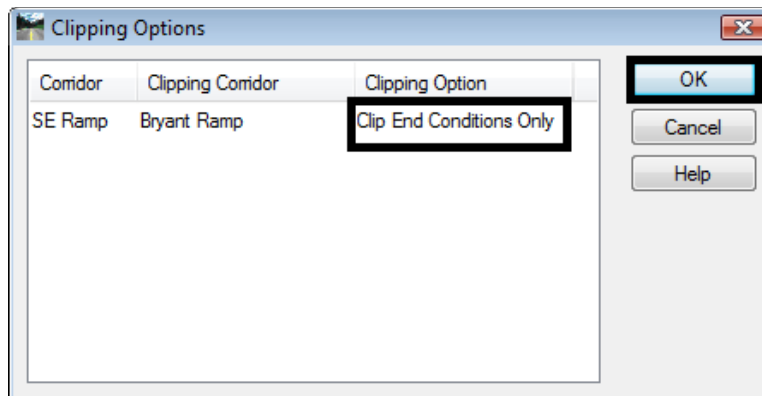 Clipping Options
Corridor Clipping Corridor Clipping Option
SE Ramp Bryant Ramp Clip End Conditions Only
OK
Cancel
Help